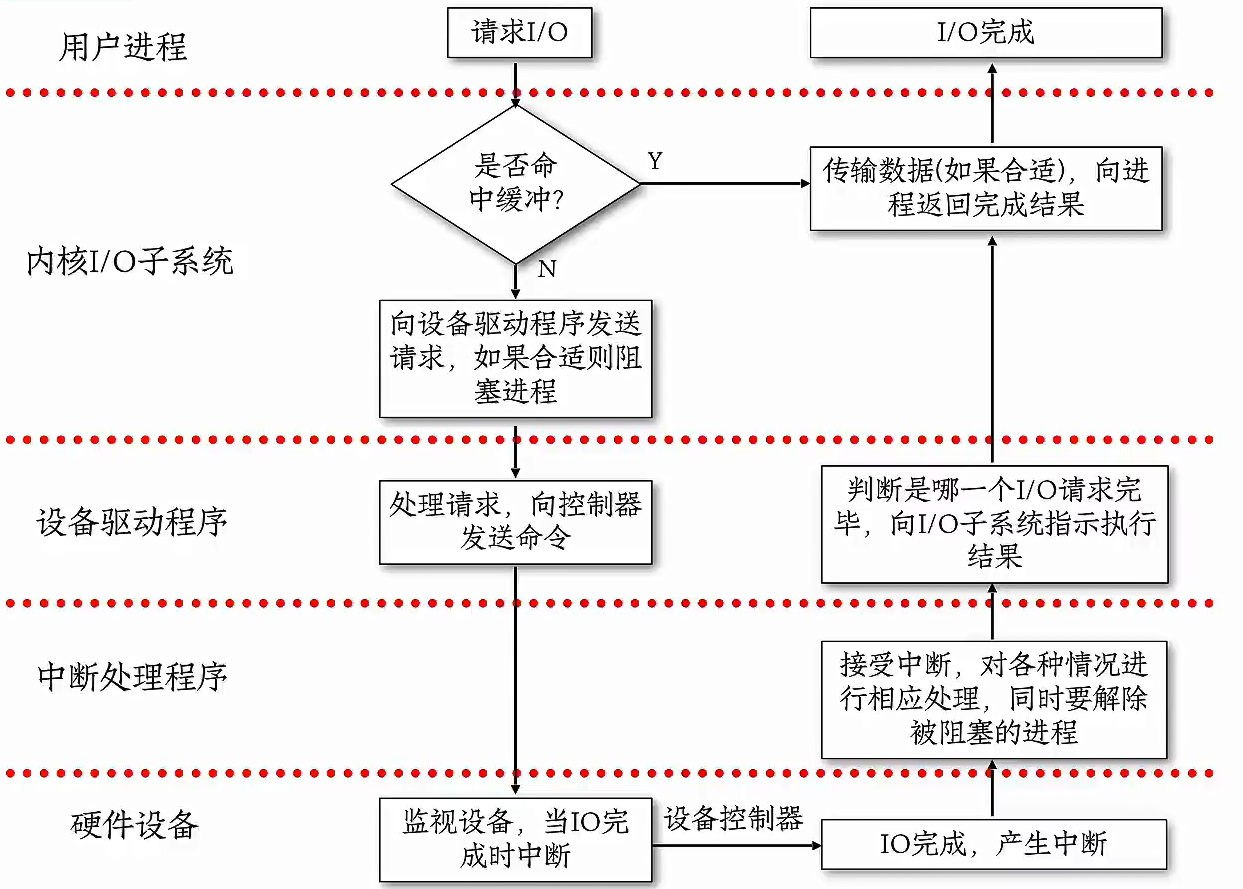 用户进程
请求I/O
I/O完成
是否命
中缓冲?
Y
传输数据(如果合适),向进
程返回完成结果
内核I/O子系统
N
向设备驱动程序发送
请求，如果合适则阻
塞进程
设备驱动程序
处理请求，向控制器
发送命令
判断是哪一个I/O请求完
毕，向I/O子系统指示执行
结果
中断处理程序
接受中断，对各种情况进
行相应处理，同时要解除
被阻塞的进程
硬件设备
监视设备，当IO完
成时中断
设备控制器
IO完成，产生中断